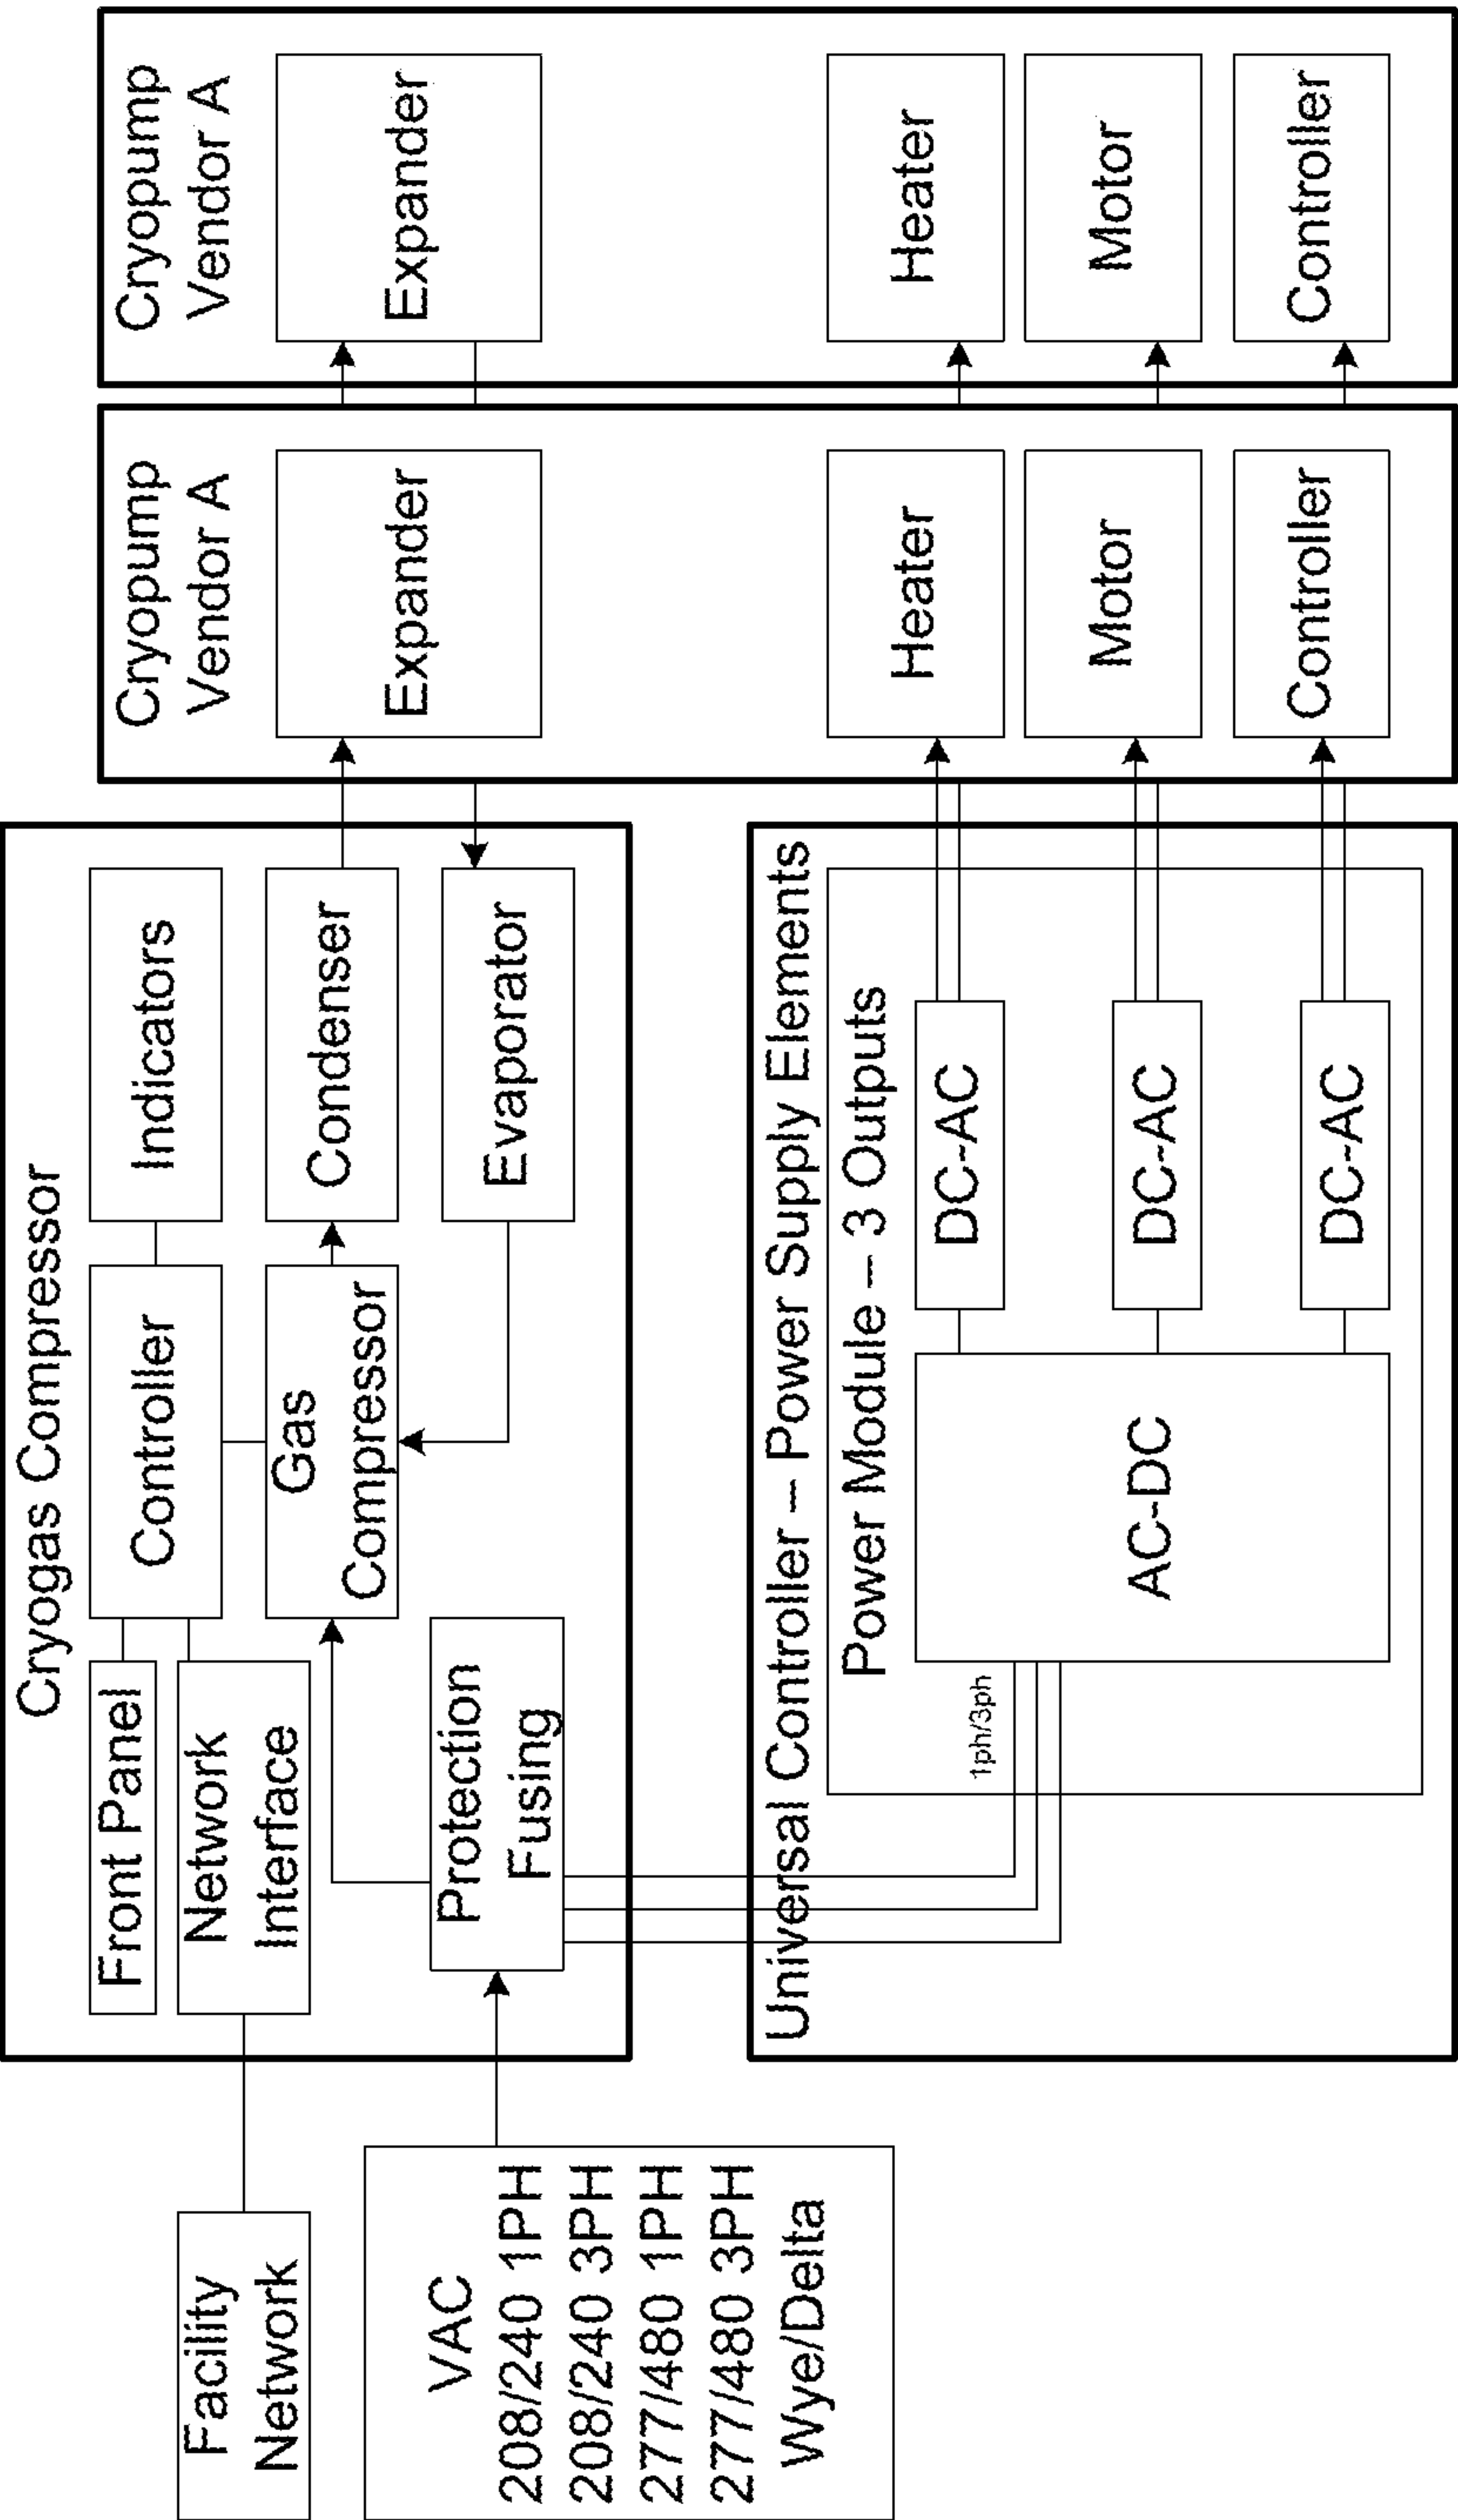 Facility
Network
VAC
208/240 1PH
208/240 3PH
277/480 1PH
277/480 3PH
Wye/Delta
Cryogas Compressor
Front Panel
Network
Interface
Controller
Indicators
Protection
Fusing
Gas
Compressor
Condenser
Evaporator
Universal Controller – Power Supply Elements
Power Module – 3 Outputs
1ph/3ph
AC-DC
DC-AC
DC-AC
DC-AC
Cryopump
Vendor A
Expander
Heater
Motor
Controller
Cryopump
Vendor A
Expander
Heater
Motor
Controller